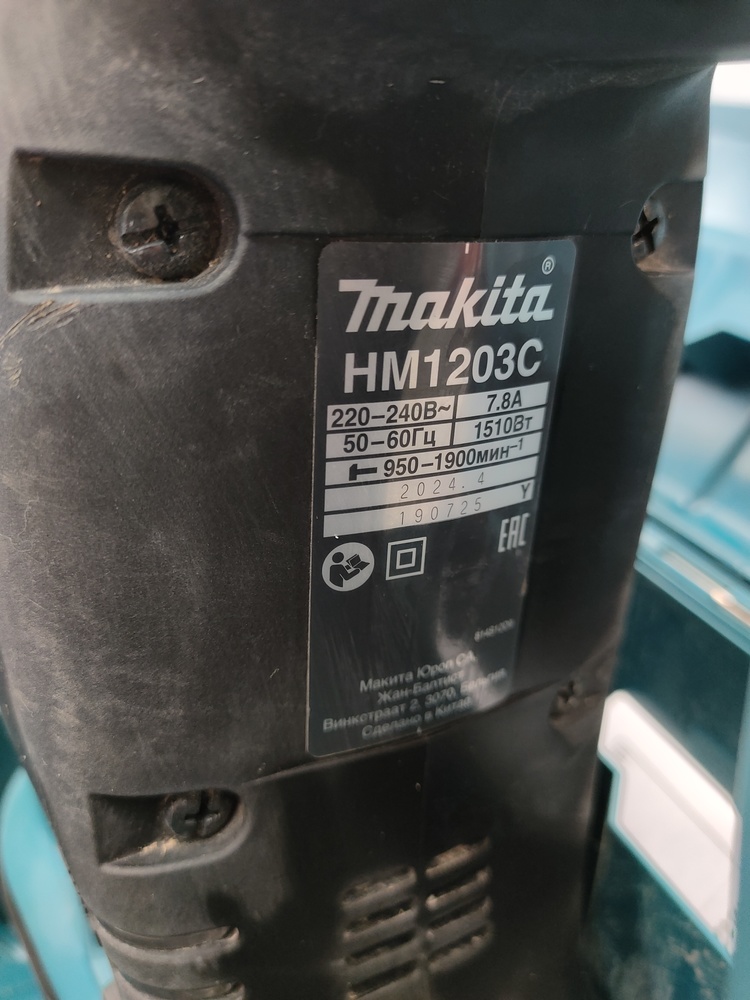 makita®
HM1203C
220–240В~ 7.8А
50–60Гц 1510Вт
950–1900мин⁻¹
2024.4
190725 Y
EAC
Макита Юроп СА,
Жан-Баптист
Винкстраат 2, 3070, Бельгия
Сделано в Китае